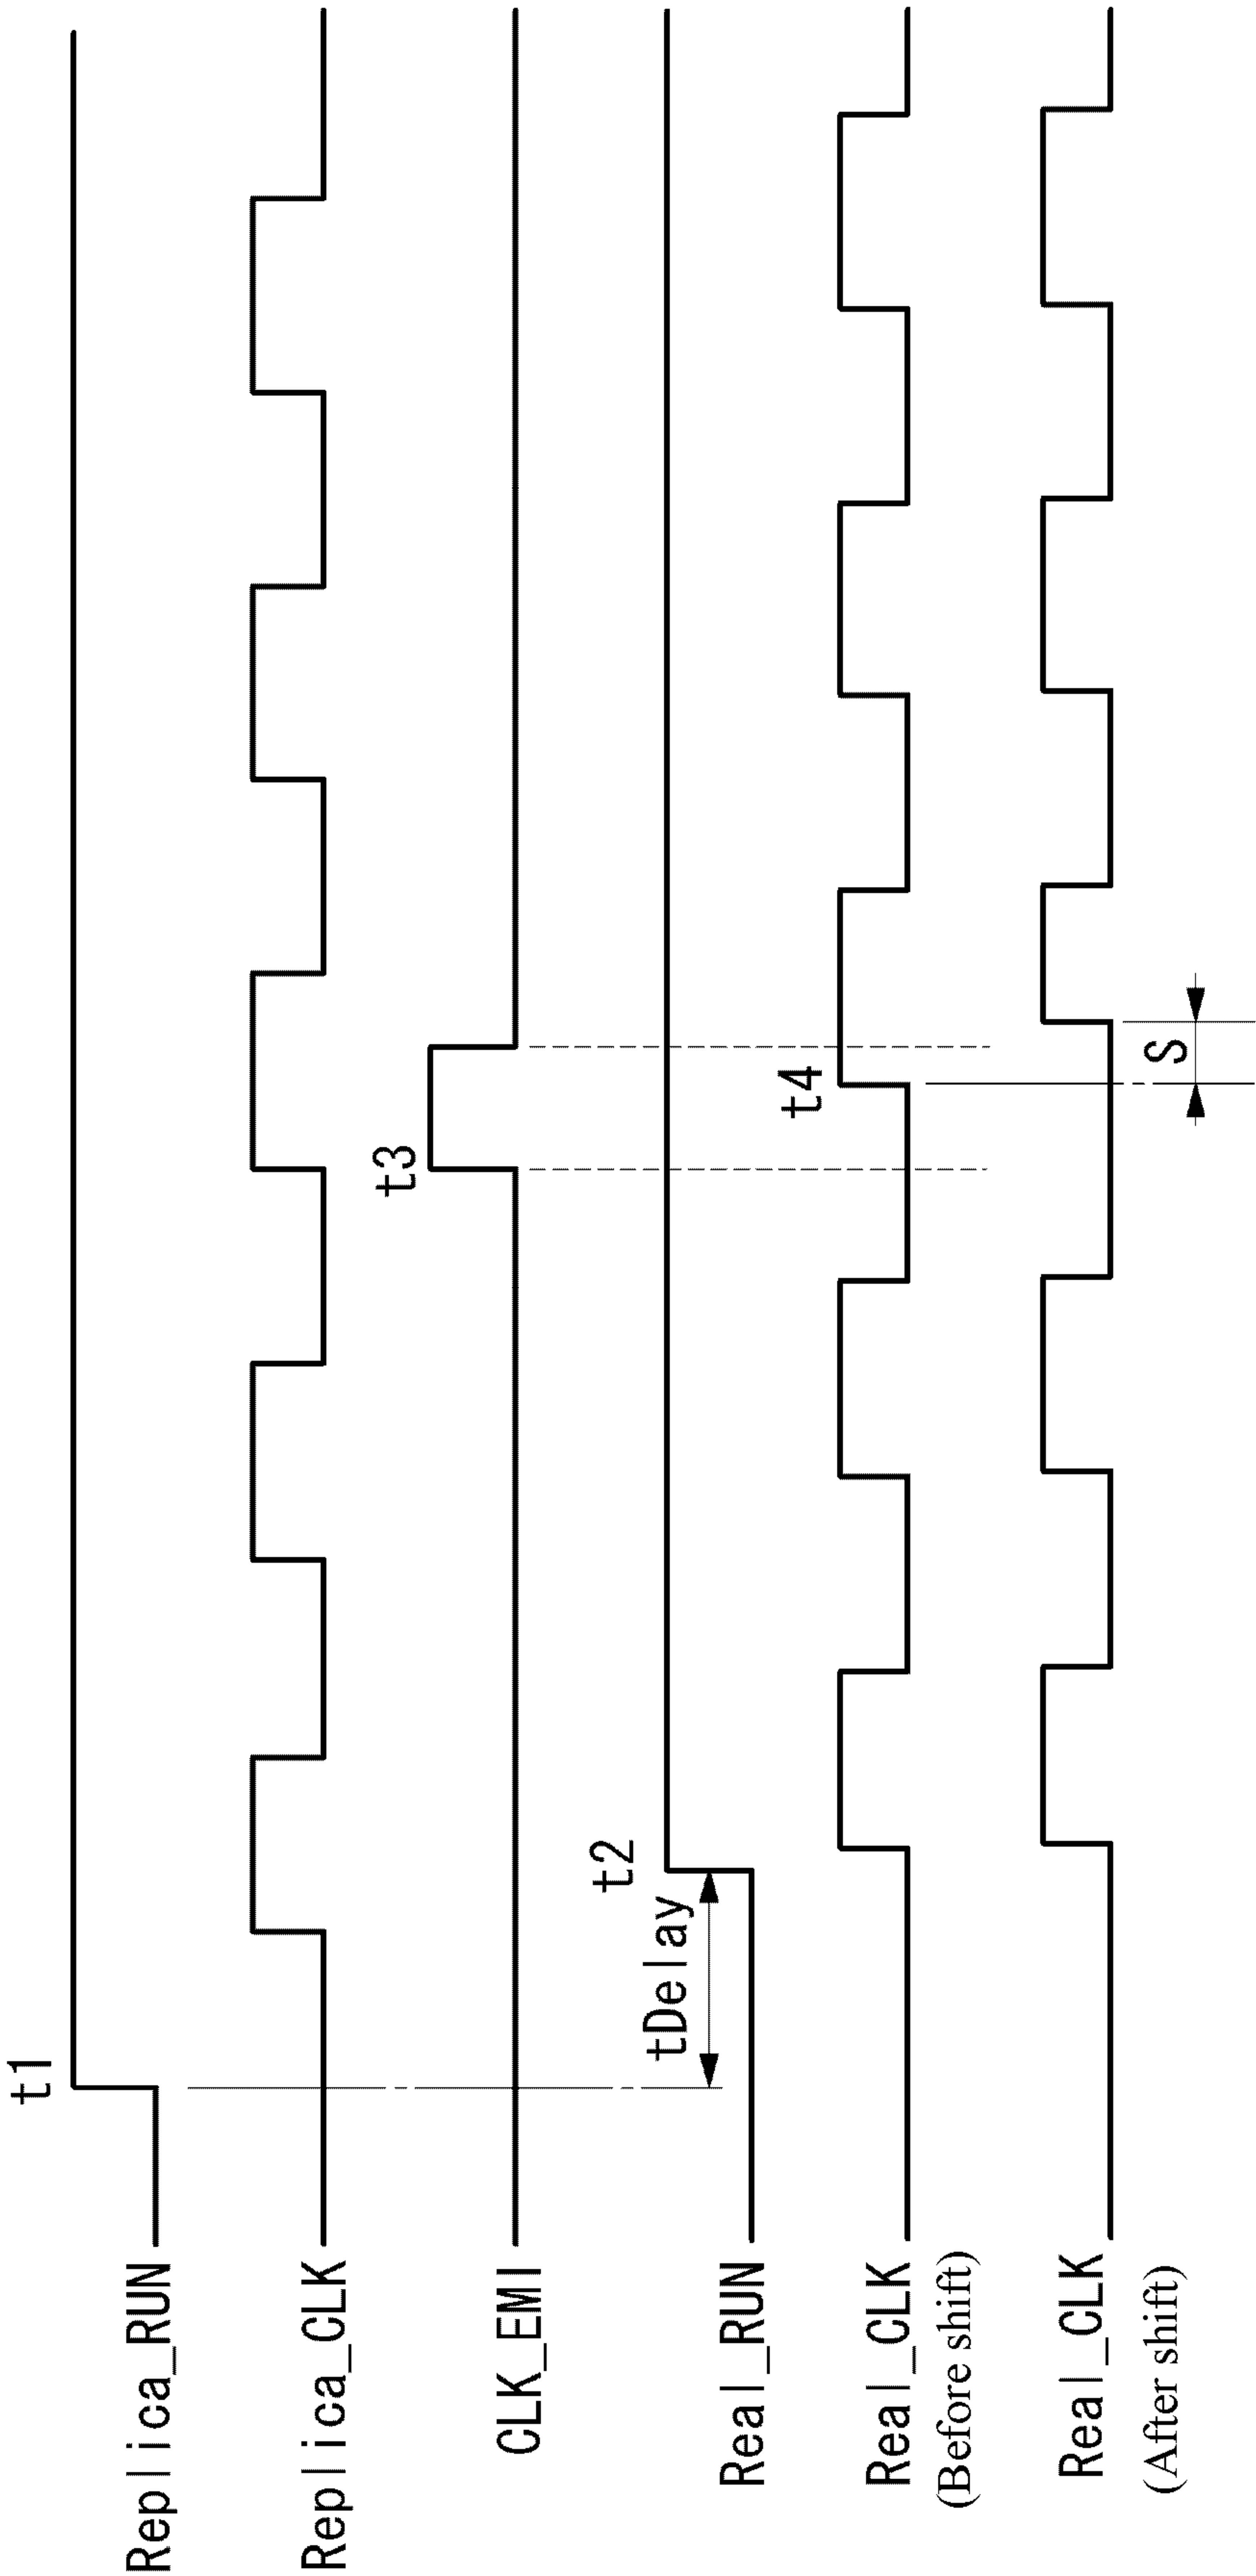 t1
Replica_RUN
Replica_CLK
t3
CLK_EMI
t2
tDelay
Real_RUN
t4
Real_CLK
(Before shift)
Real_CLK
S
(After shift)